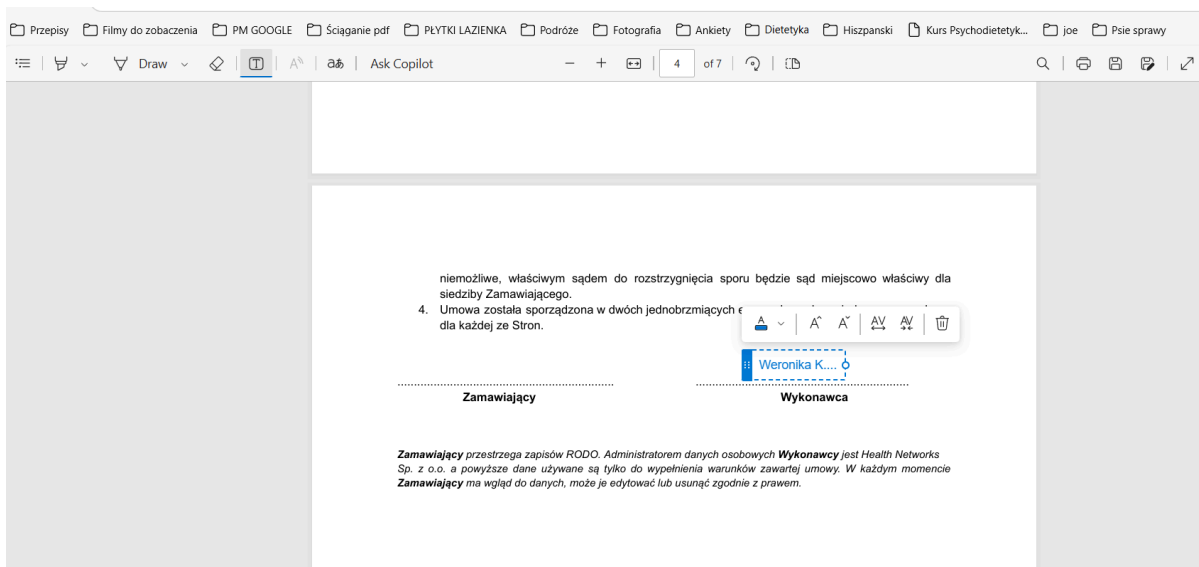 Przepisy Filmy do zobaczenia PM GOOGLE Ściąganie pdf PŁYTKI LAZIENKA Podróże Fotografia Ankiety Dietetyka Hiszpanski Kurs Psychodietetyk... joe Psie sprawy
Draw aあ Ask Copilot 4 of 7
niemożliwe, właściwym sądem do rozstrzygnięcia sporu będzie sąd miejscowo właściwy dla
siedziby Zamawiającego.
4. Umowa została sporządzona w dwóch jednobrzmiących
dla każdej ze Stron.
Weronika K....
Zamawiający Wykonawca
Zamawiający przestrzega zapisów RODO. Administratorem danych osobowych Wykonawcy jest Health Networks
Sp. z o.o. a powyższe dane używane są tylko do wypełnienia warunków zawartej umowy. W każdym momencie
Zamawiający ma wgląd do danych, może je edytować lub usunąć zgodnie z prawem.